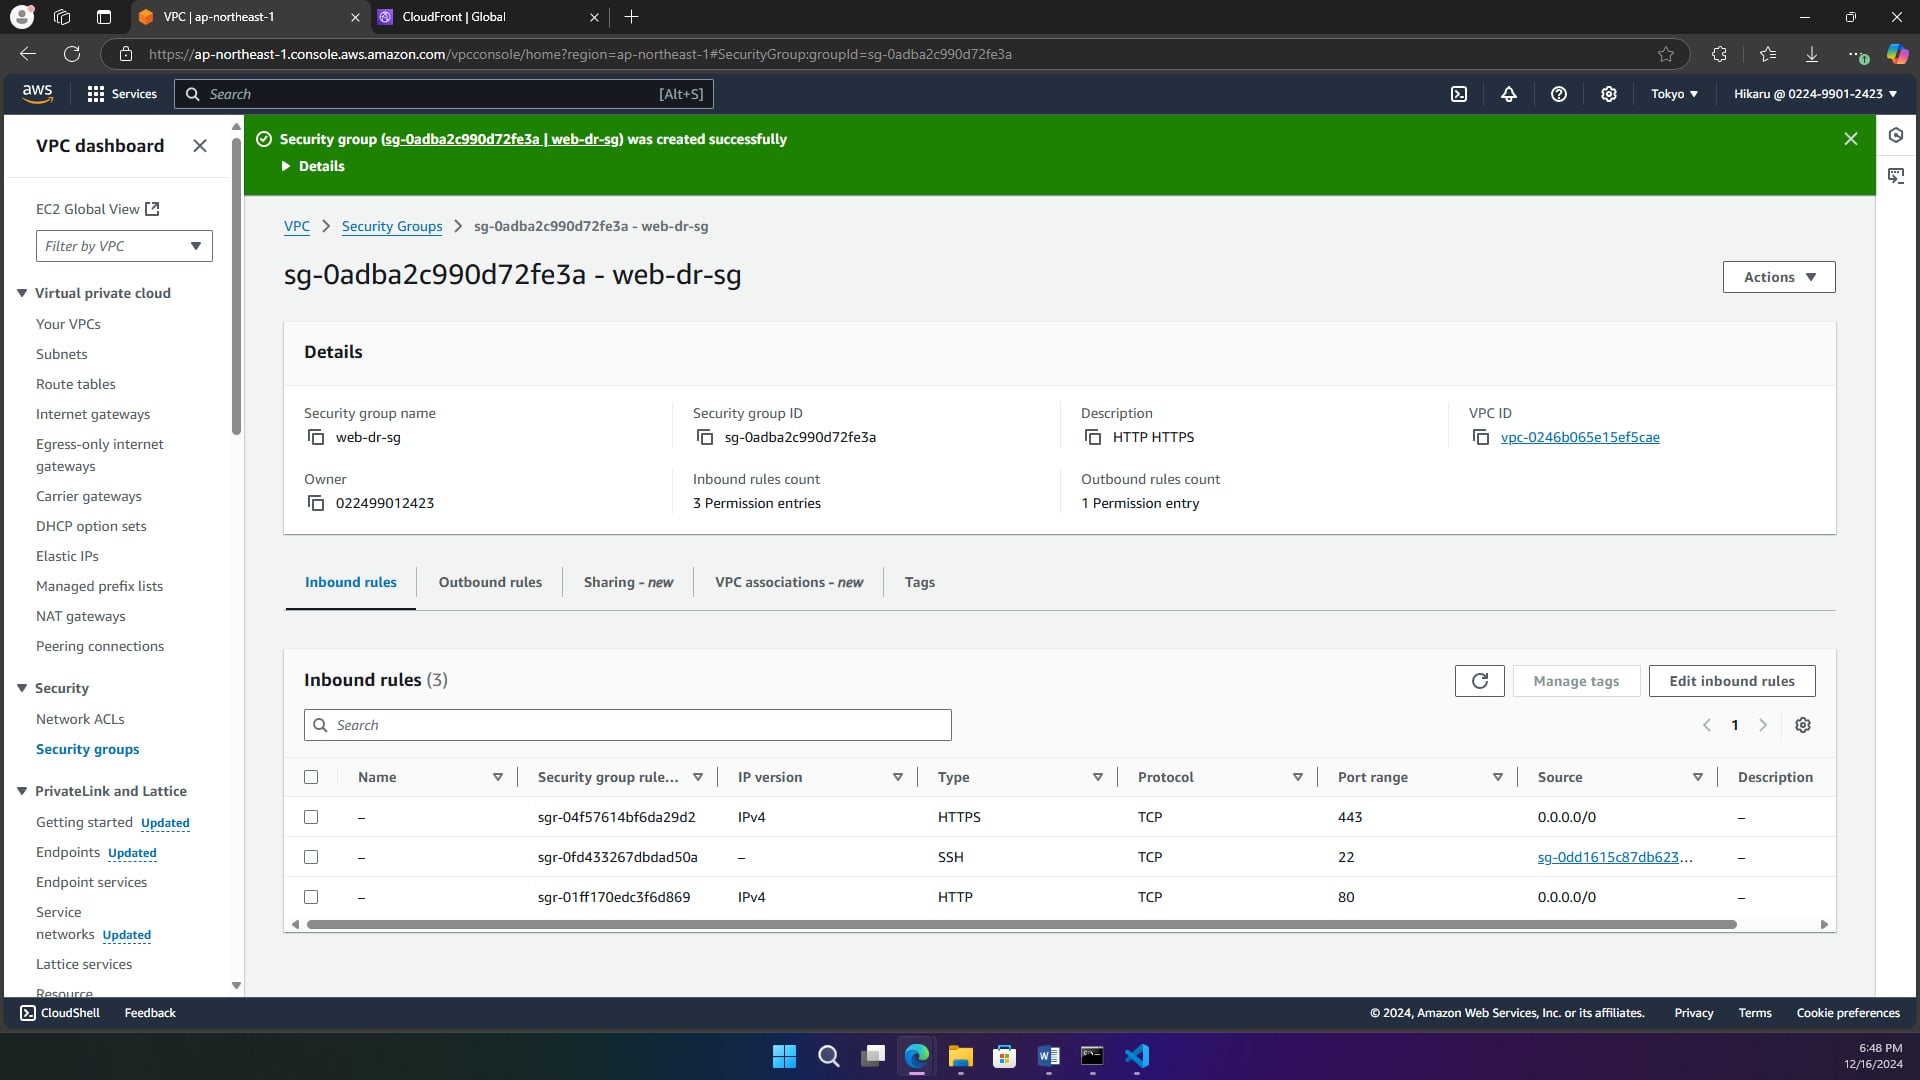 VPC | ap-northeast-1
CloudFront | Global
https://ap-northeast-1.console.aws.amazon.com/vpcconsole/home?region=ap-northeast-1#SecurityGroup:groupId=sg-0adba2c990d72fe3a
aws
Services
Search
[Alt+S]
Tokyo
Hikaru @ 0224-9901-2423
VPC dashboard
EC2 Global View
Filter by VPC
Virtual private cloud
Your VPCs
Subnets
Route tables
Internet gateways
Egress-only internet
gateways
Carrier gateways
DHCP option sets
Elastic IPs
Managed prefix lists
NAT gateways
Peering connections
Security
Network ACLs
Security groups
PrivateLink and Lattice
Getting started Updated
Endpoints Updated
Endpoint services
Service
networks Updated
Lattice services
Resource
Security group (sg-0adba2c990d72fe3a | web-dr-sg) was created successfully
Details
VPC > Security Groups > sg-0adba2c990d72fe3a - web-dr-sg
sg-0adba2c990d72fe3a - web-dr-sg
Actions
Details
Security group name
web-dr-sg
Security group ID
sg-0adba2c990d72fe3a
Description
HTTP HTTPS
VPC ID
vpc-0246b065e15ef5cae
Owner
022499012423
Inbound rules count
3 Permission entries
Outbound rules count
1 Permission entry
Inbound rules
Outbound rules
Sharing - new
VPC associations - new
Tags
Inbound rules (3)
Manage tags
Edit inbound rules
Search
1
Name Security group rule... IP version Type Protocol Port range Source Description
– sgr-04f57614bf6da29d2 IPv4 HTTPS TCP 443 0.0.0.0/0 –
– sgr-0fd433267dbdad50a – SSH TCP 22 sg-0dd1615c87db623... –
– sgr-01ff170edc3f6d869 IPv4 HTTP TCP 80 0.0.0.0/0 –
CloudShell
Feedback
© 2024, Amazon Web Services, Inc. or its affiliates.
Privacy
Terms
Cookie preferences
6:48 PM
12/16/2024